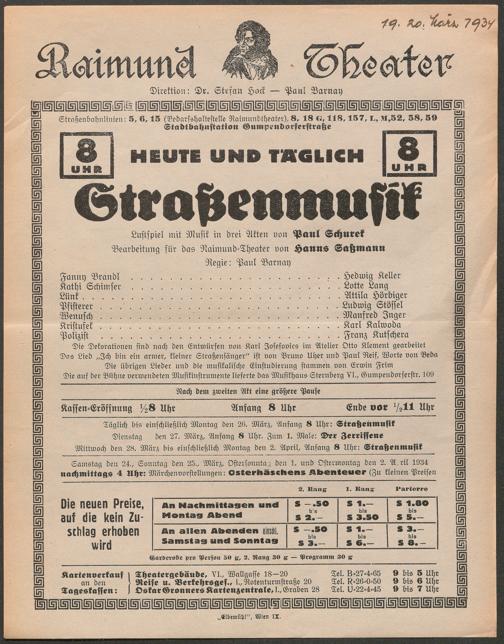 19. 20. März 1934
Raimund Theater
Direktion: Dr. Stefan Hock — Paul Barnay
Straßenbahnlinien: 5, 6, 15 (Bedarfshaltestelle Raimundtheater), 8, 18 G, 118, 157, L, M, 52, 58, 59
Stadtbahnstation Gumpendorferstraße
8 UHR HEUTE UND TÄGLICH 8 UHR
Straßenmusik
Lustspiel mit Musik in drei Akten von Paul Schurek
Bearbeitung für das Raimund-Theater von Hanns Saßmann
Regie: Paul Barnay
Fanny Brandl . . . Hedwig Keller
Kathi Schimser . . . Lotte Lang
Lünk . . . Attila Hörbiger
Pfisterer . . . Ludwig Stössel
Wenusch . . . Manfred Inger
Kristufek . . . Karl Kalwoda
Polizist . . . Franz Kutschera
Die Dekorationen sind nach den Entwürfen von Karl Josefovics in Atelier Otto Klement gearbeitet
Das Lied „Ich bin ein armer, kleiner Straßensänger“ ist von Bruno Uher und Paul Reif, Worte von Beda
Die übrigen Lieder und die musikalische Einstudierung stammen von Erwin Frim
Die auf der Bühne verwendeten Musikinstrumente lieferte das Musikhaus Sternberg VI., Gumpendorferstr. 109
Nach dem zweiten Akt eine größere Pause
Kassen-Eröffnung ½8 Uhr Anfang 8 Uhr Ende vor ½11 Uhr
Täglich bis einschließlich Montag den 26. März, Anfang 8 Uhr: Straßenmusik
Dienstag den 27. März, Anfang 8 Uhr Zum 1. Male: Der Zerrissene
Mittwoch den 28. März bis einschließlich Montag den 2. April, Anfang 8 Uhr: Straßenmusik
Samstag den 24., Sonntag den 25. März, Ostersonntag, den 1. und Ostermontag den 2. April 1934
nachmittags 4 Uhr: Märchenvorstellungen: Osterhäschens Abenteuer (Zu kleinen Preisen
Die neuen Preise, auf die kein Zuschlag erhoben wird
2. Rang 1. Rang Parterre
An Nachmittagen und Montag Abend S —.50 bis S 2.— S 1.— bis S 3.50 S 1.80 bis S 5.—
An allen Abenden einschl. Samstag und Sonntag S —.50 bis S 3.— S 1.— bis S 6.— S 3.— bis S 8.—
Garderobe pro Person 50 g, 2. Rang 30 g — Programm 30 g
Kartenverkauf an den Tageskassen:
Theatergebäude, VI., Wallgasse 18—20 Tel. B-27-4-65 9 bis 5 Uhr
Reise u. Verkehrsges., I., Rotenturmstraße 20 Tel. R-26-0-50 9 bis 6 Uhr
Oskar Gronners Kartenzentrale, I., Graben 28 Tel. U-22-4-45 9 bis 7 Uhr
„Elbemühl“, Wien IX.